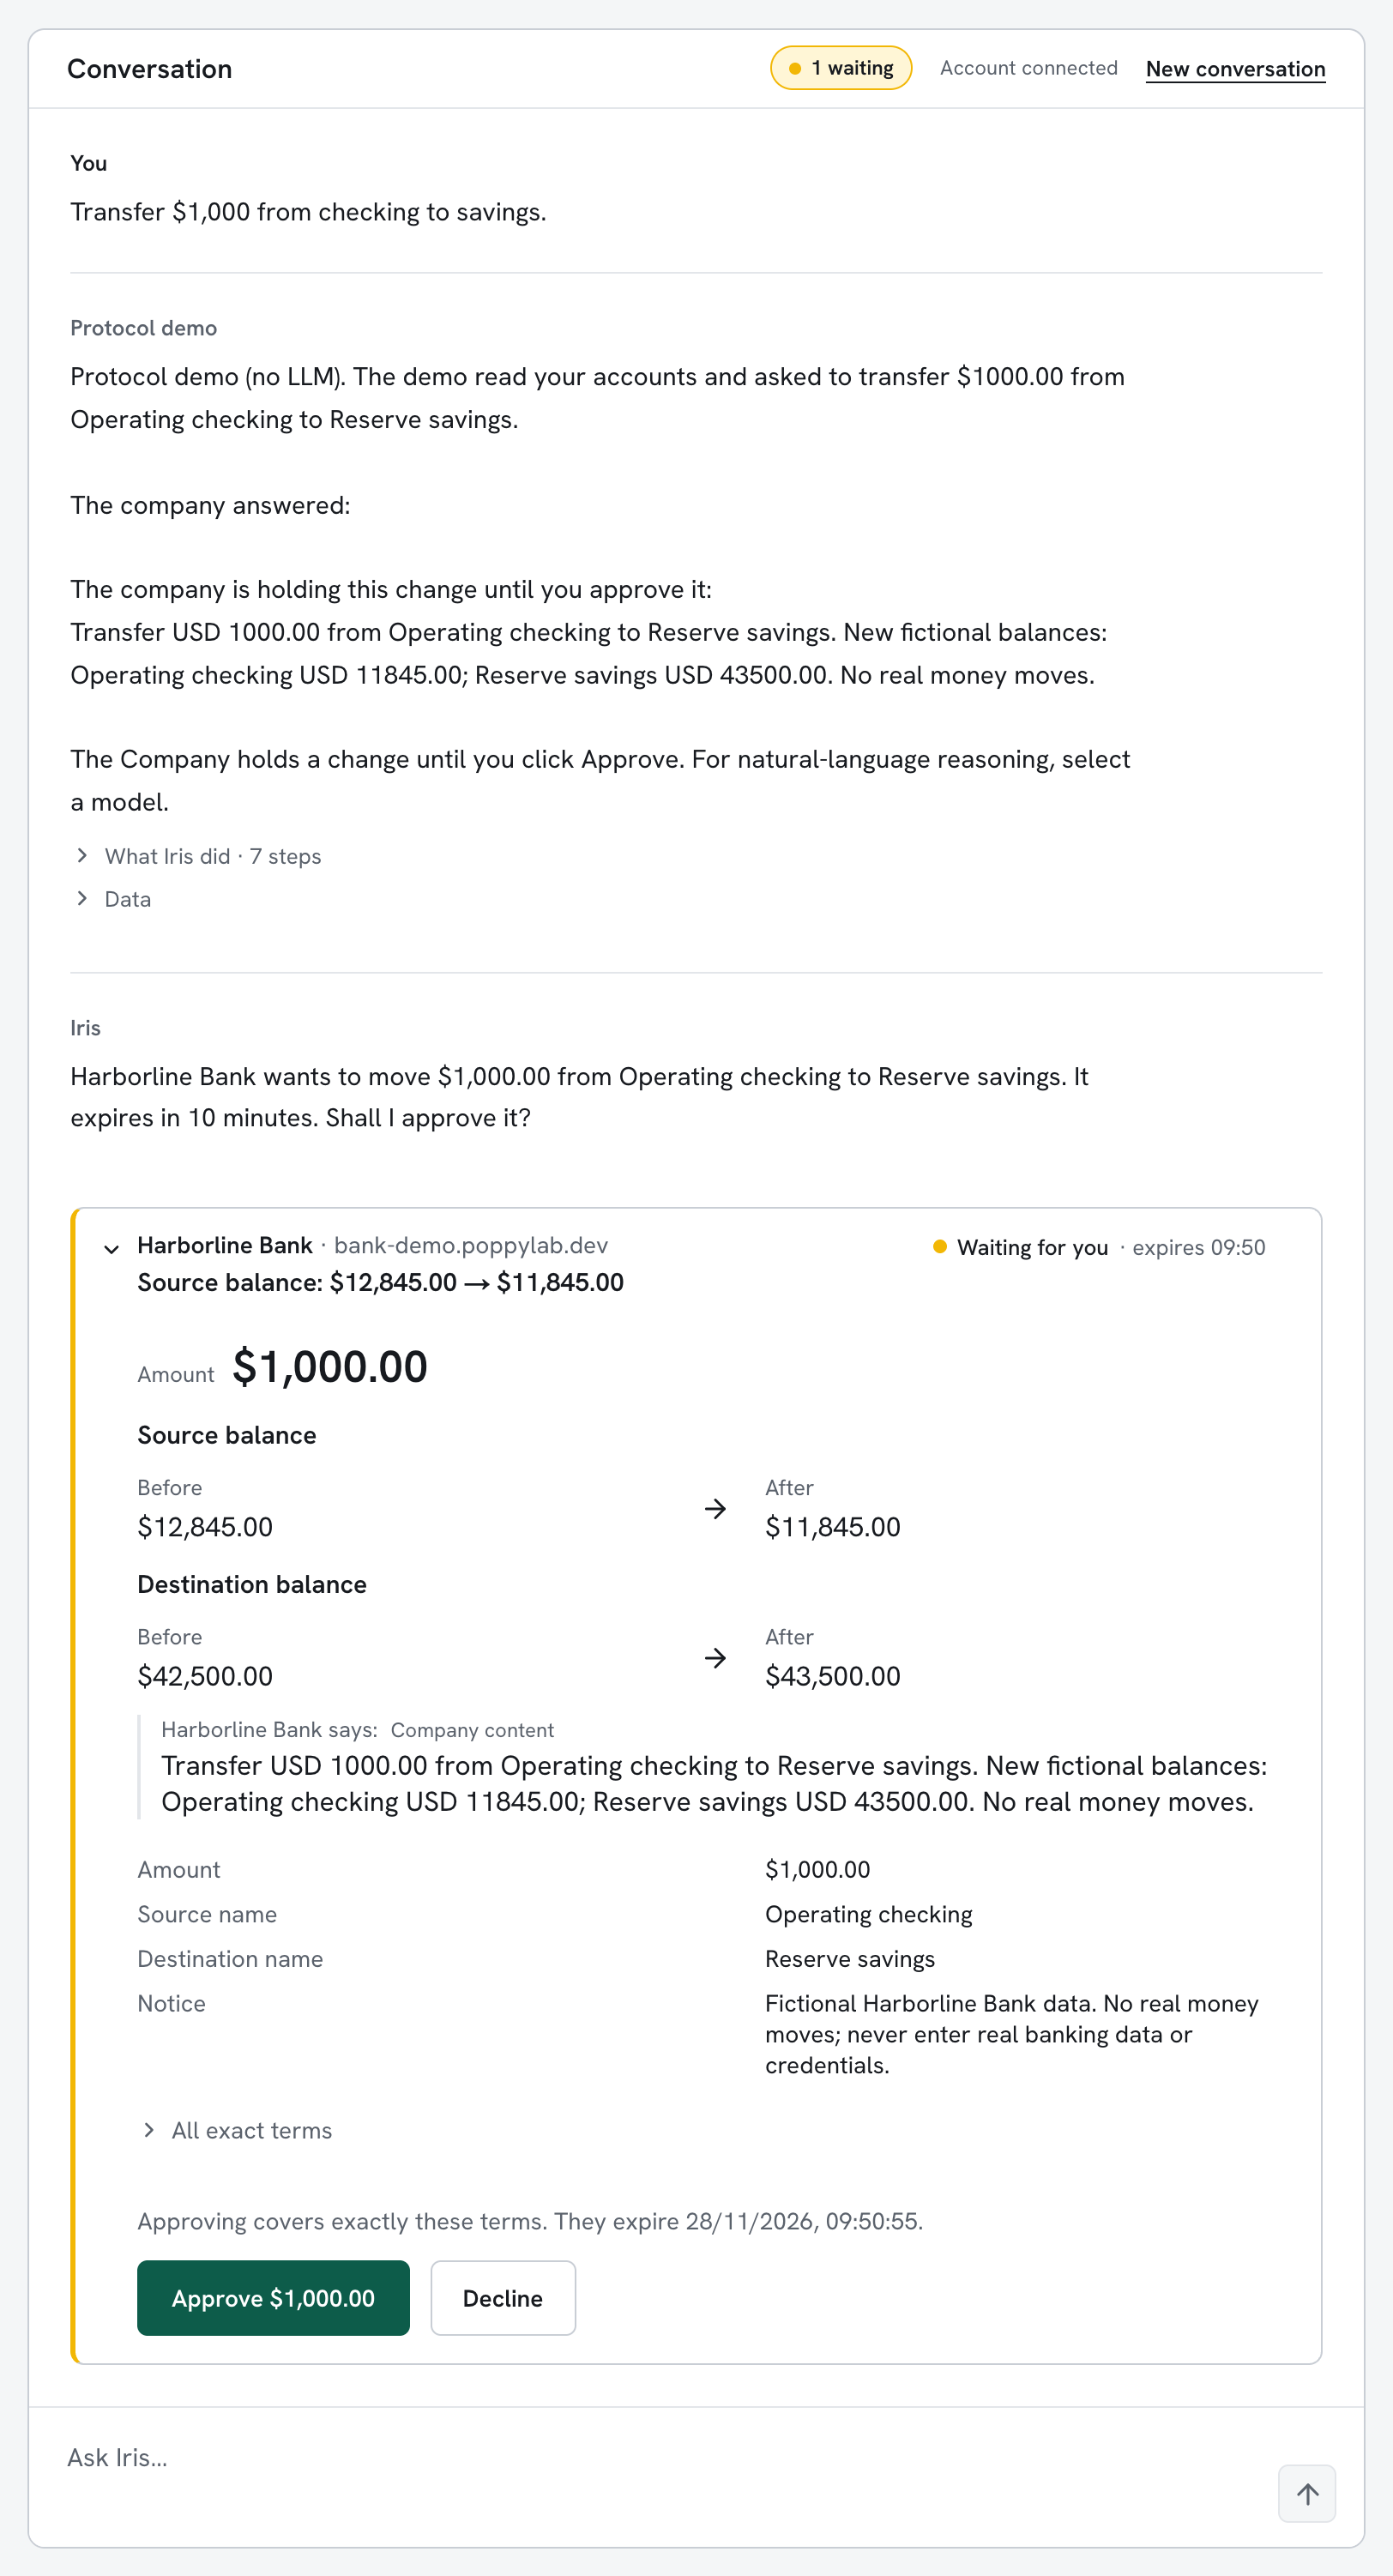 Conversation
1 waiting
Account connected
New conversation
You
Transfer $1,000 from checking to savings.
Protocol demo
Protocol demo (no LLM). The demo read your accounts and asked to transfer $1000.00 from
Operating checking to Reserve savings.
The company answered:
The company is holding this change until you approve it:
Transfer USD 1000.00 from Operating checking to Reserve savings. New fictional balances:
Operating checking USD 11845.00; Reserve savings USD 43500.00. No real money moves.
The Company holds a change until you click Approve. For natural-language reasoning, select
a model.
What Iris did · 7 steps
Data
Iris
Harborline Bank wants to move $1,000.00 from Operating checking to Reserve savings. It
expires in 10 minutes. Shall I approve it?
Harborline Bank · bank-demo.poppylab.dev
Waiting for you · expires 09:50
Source balance: $12,845.00 → $11,845.00
Amount $1,000.00
Source balance
Before
After
$12,845.00 → $11,845.00
Destination balance
Before
After
$42,500.00 → $43,500.00
Harborline Bank says: Company content
Transfer USD 1000.00 from Operating checking to Reserve savings. New fictional balances:
Operating checking USD 11845.00; Reserve savings USD 43500.00. No real money moves.
Amount $1,000.00
Source name Operating checking
Destination name Reserve savings
Notice Fictional Harborline Bank data. No real money
moves; never enter real banking data or
credentials.
All exact terms
Approving covers exactly these terms. They expire 28/11/2026, 09:50:55.
Approve $1,000.00
Decline
Ask Iris...